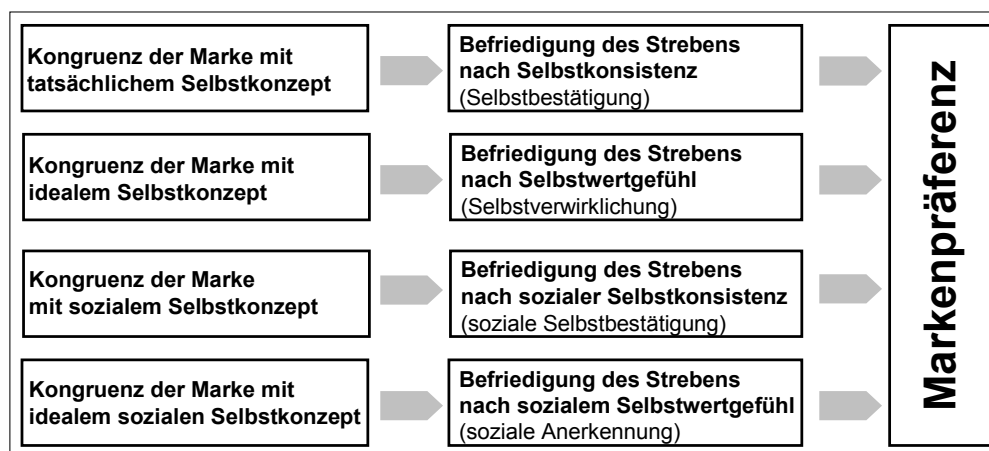 Kongruenz der Marke mit
tatsächlichem Selbstkonzept
Befriedigung des Strebens
nach Selbstkonsistenz
(Selbstbestätigung)
Kongruenz der Marke mit
idealem Selbstkonzept
Befriedigung des Strebens
nach Selbstwertgefühl
(Selbstverwirklichung)
Kongruenz der Marke
mit sozialem Selbstkonzept
Befriedigung des Strebens
nach sozialer Selbstkonsistenz
(soziale Selbstbestätigung)
Kongruenz der Marke mit
idealem sozialen Selbstkonzept
Befriedigung des Strebens
nach sozialem Selbstwertgefühl
(soziale Anerkennung)
Markenpräferenz